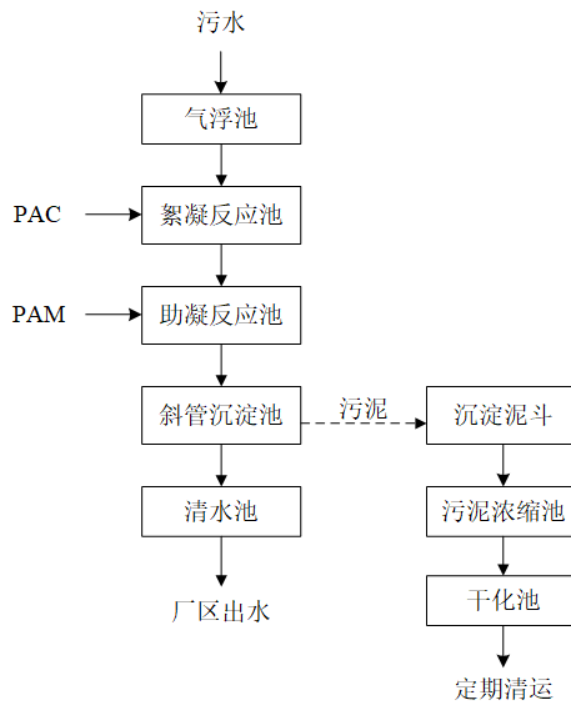 污水
气浮池
PAC
絮凝反应池
PAM
助凝反应池
斜管沉淀池
污泥
沉淀泥斗
清水池
污泥浓缩池
厂区出水
干化池
定期清运